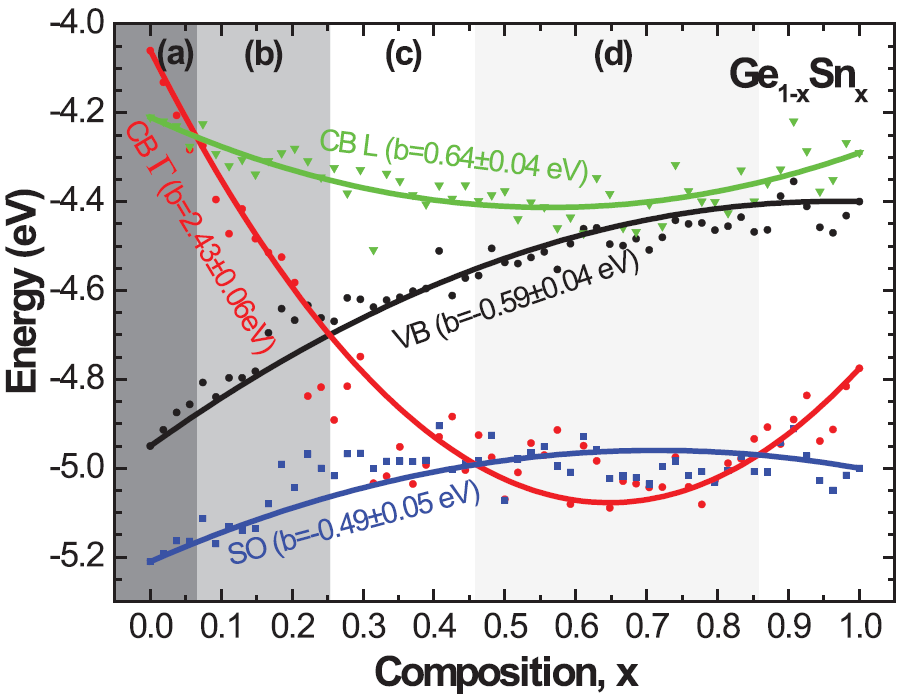 -4.0
-4.2
-4.4
-4.6
-4.8
-5.0
-5.2
Energy (eV)
(a)
(b)
(c)
(d)
Ge1-xSnx
CB L (b=0.64±0.04 eV)
CB Γ (b=2.43±0.06eV)
VB (b=-0.59±0.04 eV)
SO (b=-0.49±0.05 eV)
0.0 0.1 0.2 0.3 0.4 0.5 0.6 0.7 0.8 0.9 1.0
Composition, x